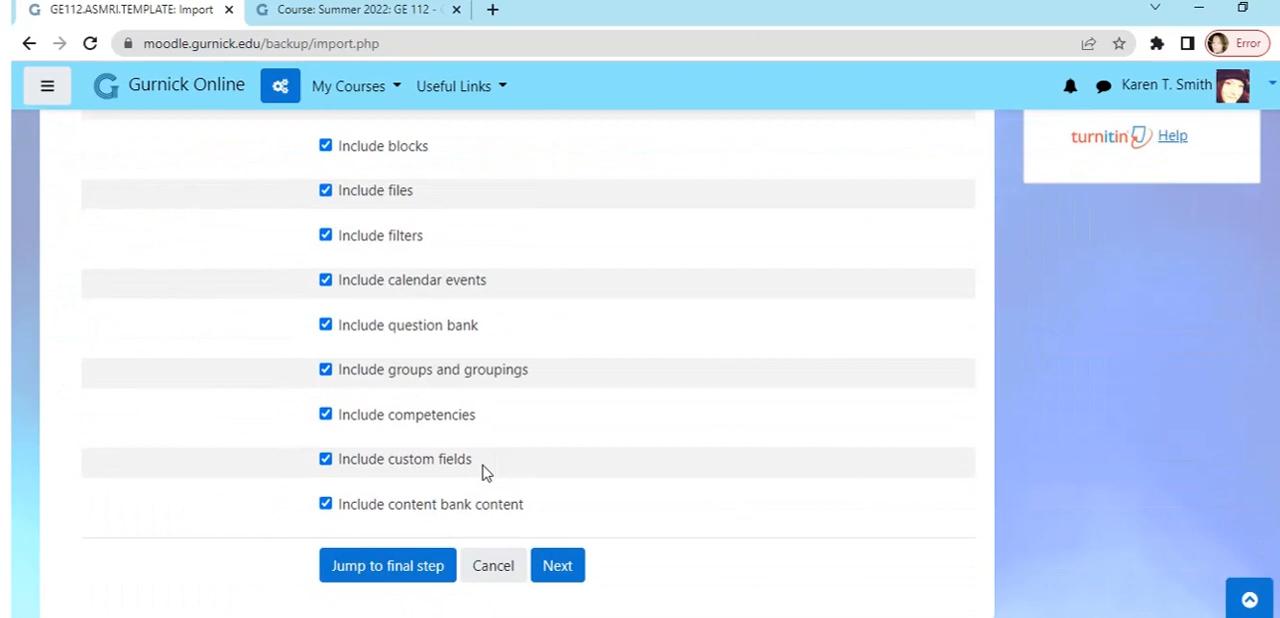 GE112.ASMRI.TEMPLATE: Import
Course: Summer 2022: GE 112 -
moodle.gurnick.edu/backup/import.php
Error
Gurnick Online
My Courses
Useful Links
Karen T. Smith
turnitin Help
Include blocks
Include files
Include filters
Include calendar events
Include question bank
Include groups and groupings
Include competencies
Include custom fields
Include content bank content
Jump to final step
Cancel
Next